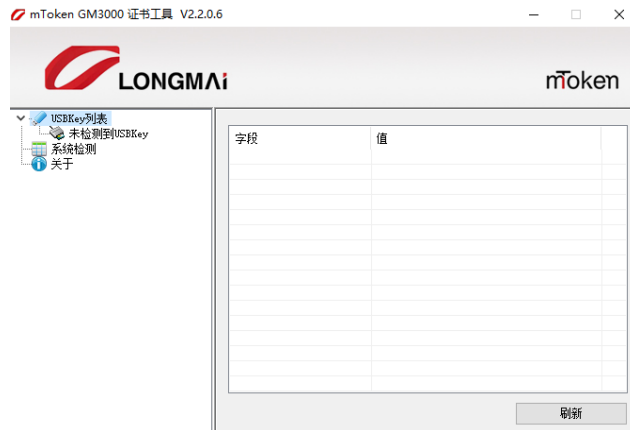 mToken GM3000 证书工具 V2.2.0.6
LONGMAi
mToken
USBKey列表
未检测到USBKey
系统检测
关于
字段 值
刷新